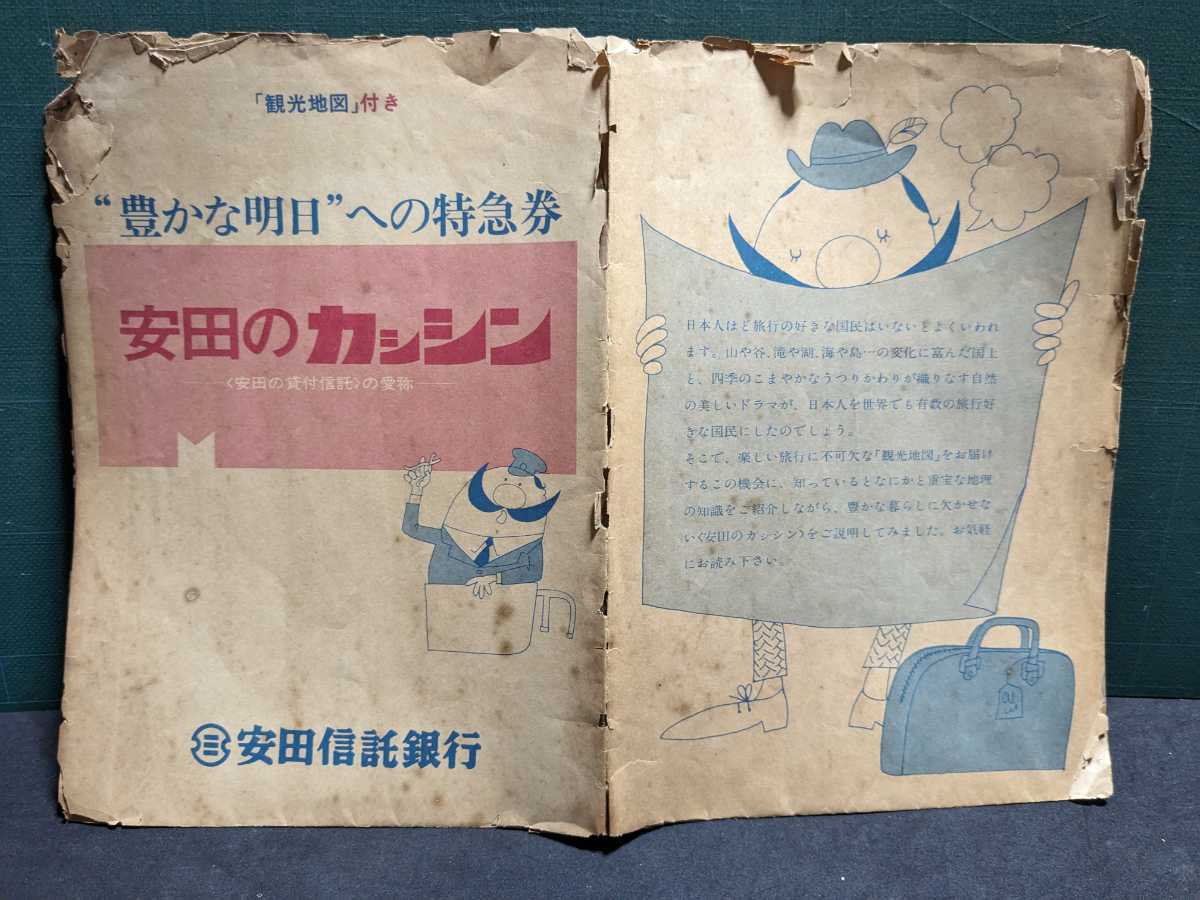 「観光地図」付き
“豊かな明日”への特急券
安田のカッシン
〈安田の貸付信託〉の愛称
安田信託銀行
日本人ほど旅行の好きな国民はいないとよくいわれ
ます。山や谷、滝や湖、海や島…の変化に富んだ国土
と、四季のこまやかなうつりかわりが織りなす自然
の美しいドラマが、日本人を世界でも有数の旅行好
きな国民にしたのでしょう。
そこで、楽しい旅行に不可欠な「観光地図」をお届け
するこの機会に、知っているとなにかと重宝な地理
の知識をご紹介しながら、豊かな暮らしに欠かせな
い〈安田のカッシン〉をご説明してみました。お気軽
にお読み下さい。